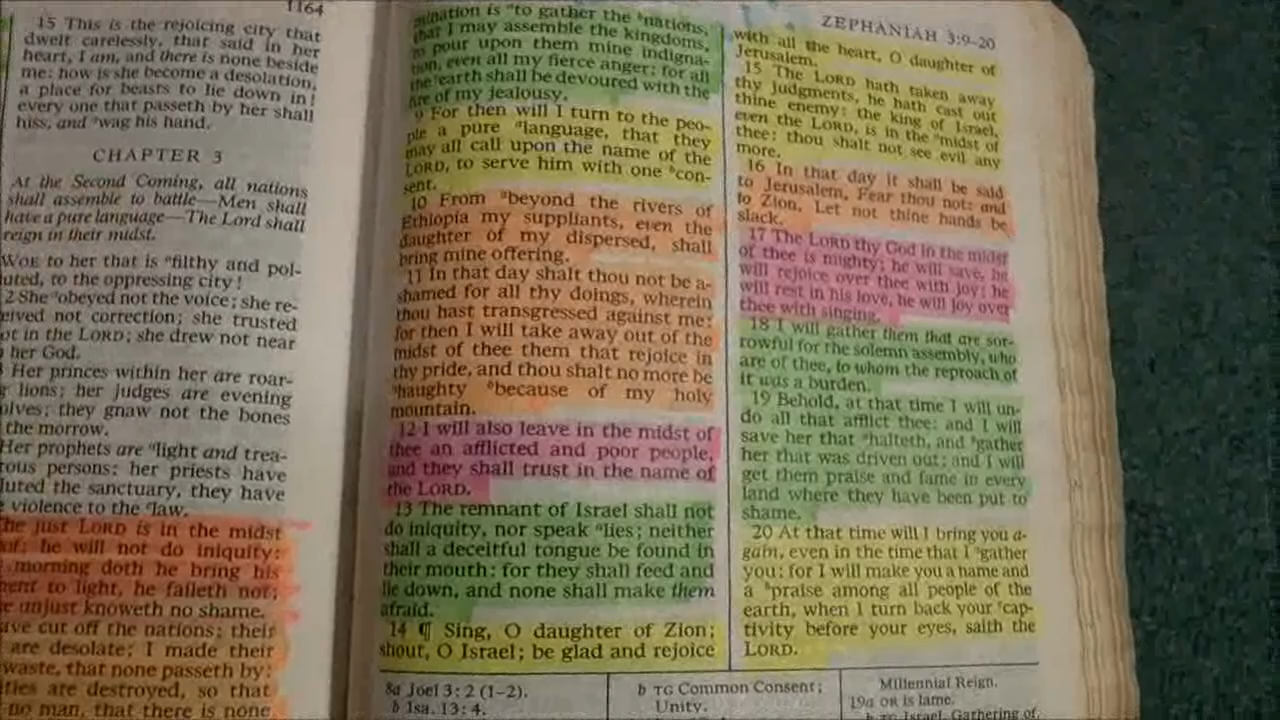 1164
15 This is the rejoicing city that
dwelt carelessly, that said in her
heart, I am, and there is none beside
me: how is she become a desolation,
a place for beasts to lie down in!
every one that passeth by her shall
hiss, and wag his hand.
CHAPTER 3
At the Second Coming, all nations
shall assemble to battle—Men shall
have a pure language—The Lord shall
reign in their midst.
WOE to her that is filthy and pol-
luted, to the oppressing city!
2 She obeyed not the voice; she re-
ceived not correction; she trusted
not in the LORD; she drew not near
her God.
Her princes within her are roar-
lions; her judges are evening
wolves; they gnaw not the bones
the morrow.
Her prophets are light and trea-
persons: her priests have
luted the sanctuary, they have
violence to the law.
The just LORD is in the midst
he will not do iniquity:
morning doth he bring his
to light, he faileth not;
unjust knoweth no shame.
have cut off the nations: their
are desolate; I made their
waste, that none passeth by:
are destroyed, so that
no man, that there is none
is to gather the nations,
that I may assemble the kingdoms,
to pour upon them mine indigna-
tion, even all my fierce anger: for all
the earth shall be devoured with the
fire of my jealousy.
9 For then will I turn to the peo-
ple a pure language, that they
may all call upon the name of the
LORD, to serve him with one con-
sent.
10 From beyond the rivers of
Ethiopia my suppliants, even the
daughter of my dispersed, shall
bring mine offering.
11 In that day shalt thou not be a-
shamed for all thy doings, wherein
thou hast transgressed against me:
for then I will take away out of the
midst of thee them that rejoice in
thy pride, and thou shalt no more be
haughty because of my holy
mountain.
12 I will also leave in the midst of
thee an afflicted and poor people,
and they shall trust in the name of
the LORD.
13 The remnant of Israel shall not
do iniquity, nor speak lies; neither
shall a deceitful tongue be found in
their mouth: for they shall feed and
lie down, and none shall make them
afraid.
14 ¶ Sing, O daughter of Zion;
shout, O Israel; be glad and rejoice
8a Joel 3: 2 (1–2).
b Isa. 13: 4.
b TG Common Consent;
Unity.
ZEPHANIAH 3:9–20
with all the heart, O daughter of
Jerusalem.
15 The LORD hath taken away
thy judgments, he hath cast out
thine enemy: the king of Israel,
even the LORD, is in the midst of
thee: thou shalt not see evil any
more.
16 In that day it shall be said
to Jerusalem, Fear thou not: and
to Zion, Let not thine hands be
slack.
17 The LORD thy God in the midst
of thee is mighty; he will save, he
will rejoice over thee with joy; he
will rest in his love, he will joy over
thee with singing.
18 I will gather them that are sor-
rowful for the solemn assembly, who
are of thee, to whom the reproach of
it was a burden.
19 Behold, at that time I will un-
do all that afflict thee: and I will
save her that halteth, and gather
her that was driven out; and I will
get them praise and fame in every
land where they have been put to
shame.
20 At that time will I bring you a-
gain, even in the time that I gather
you: for I will make you a name and
a praise among all people of the
earth, when I turn back your cap-
tivity before your eyes, saith the
LORD.
Millennial Reign.
19a OR is lame.
b TG Israel, Gathering of.